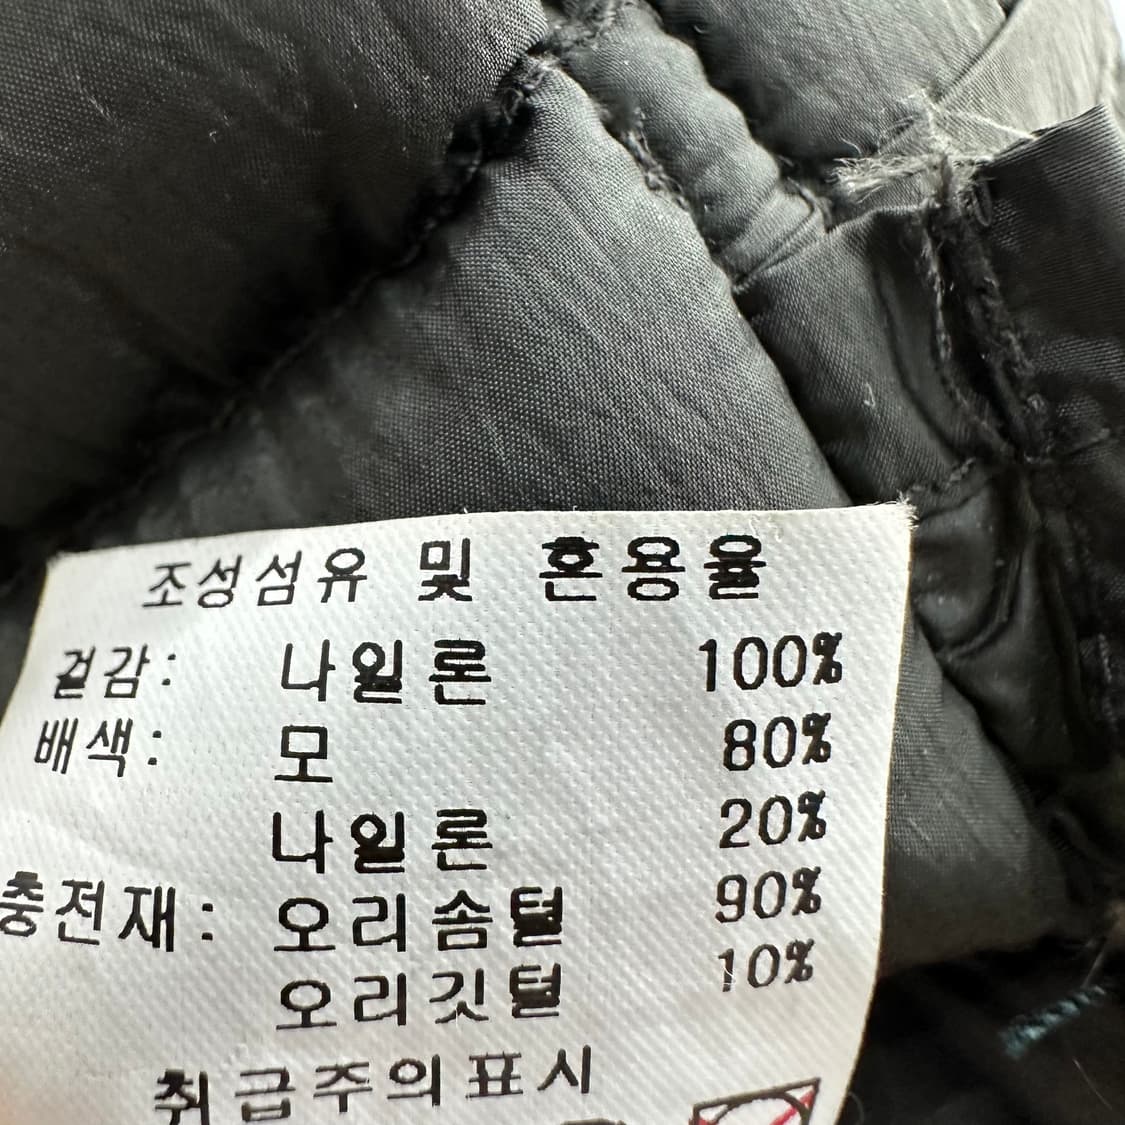 조성섬유 및 혼용율
겉감: 나일론 100%
배색: 모 80%
나일론 20%
충전재: 오리솜털 90%
오리깃털 10%
취급주의표시